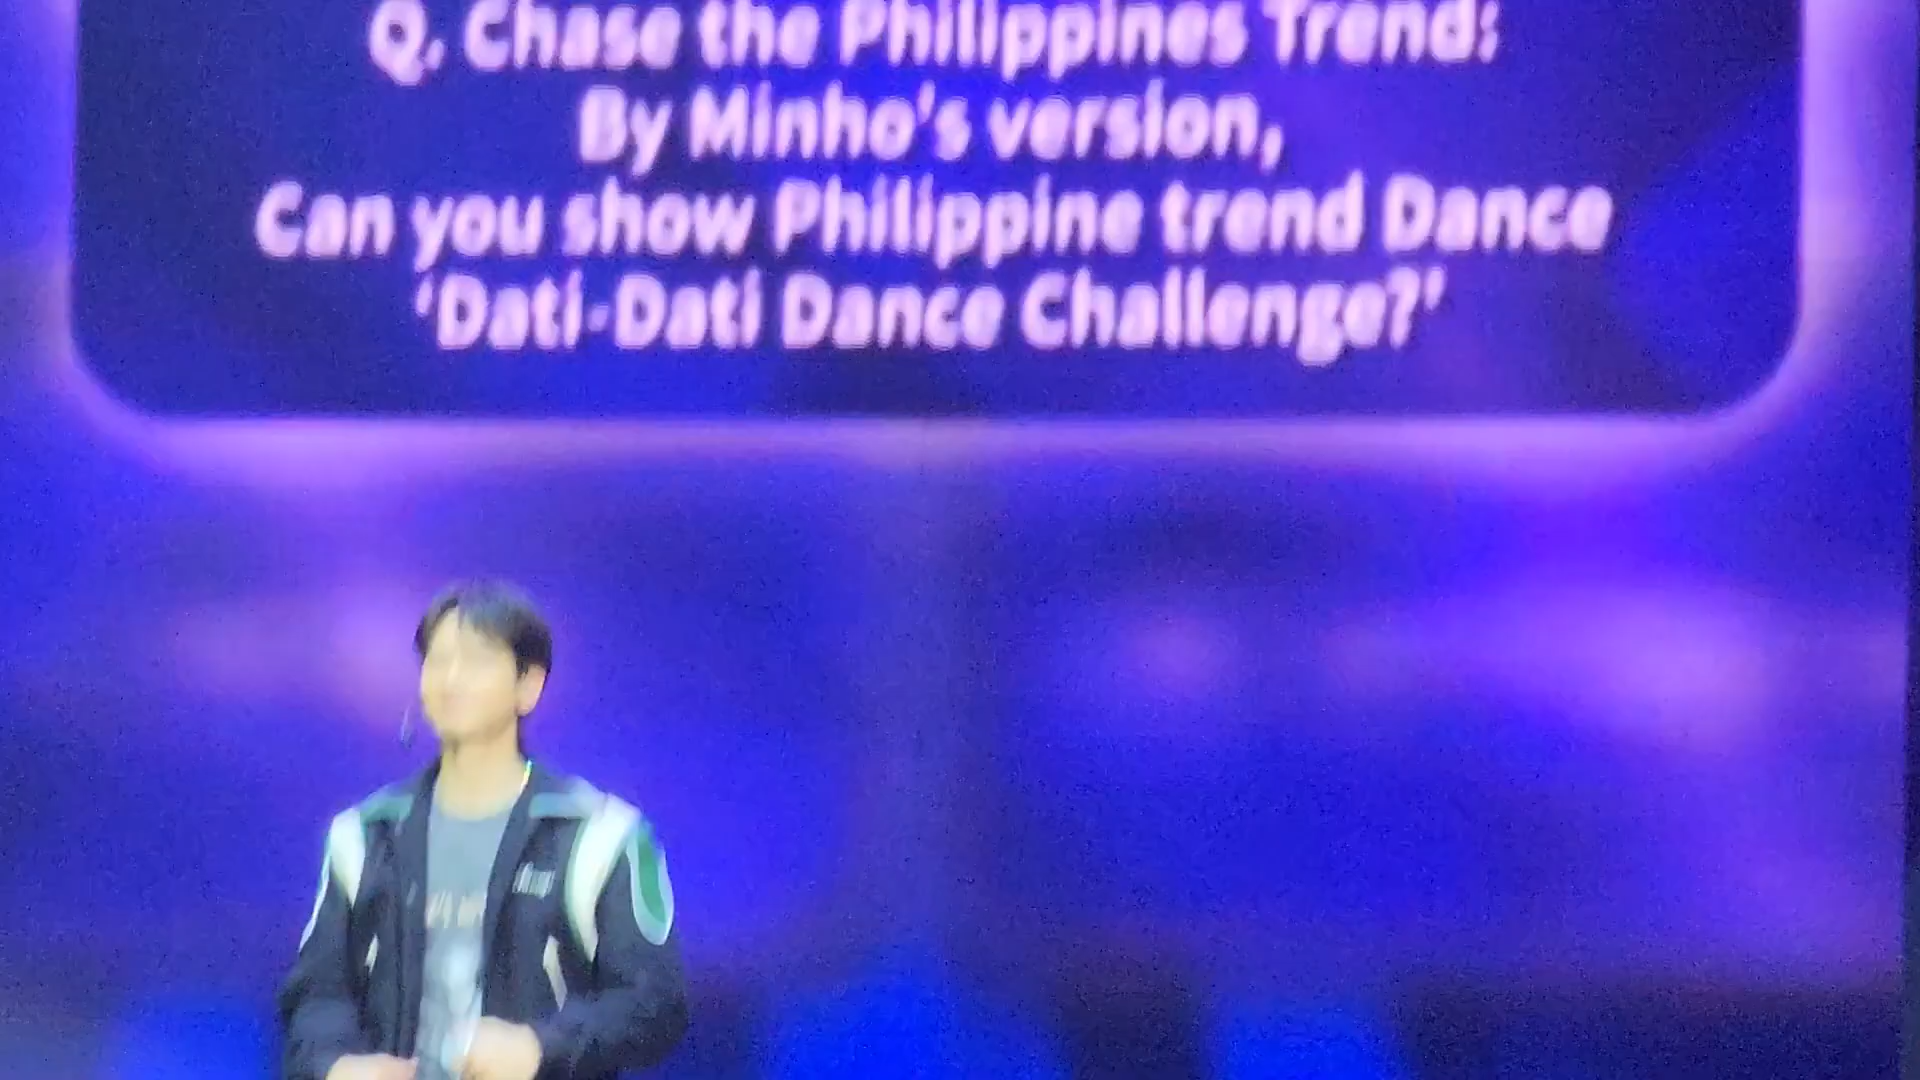 Q. Chase the Philippines Trend:
By Minho's version,
Can you show Philippine trend Dance
'Dati-Dati Dance Challenge?'